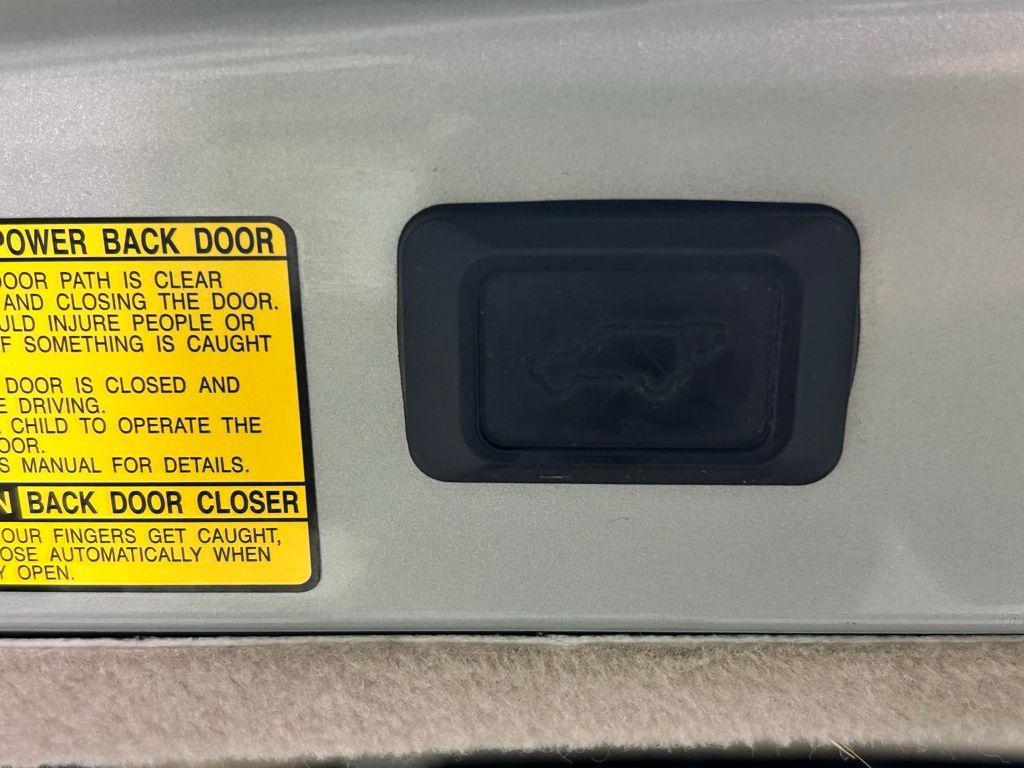 POWER BACK DOOR
DOOR PATH IS CLEAR
AND CLOSING THE DOOR.
ULD INJURE PEOPLE OR
F SOMETHING IS CAUGHT
DOOR IS CLOSED AND
E DRIVING.
CHILD TO OPERATE THE
OOR.
S MANUAL FOR DETAILS.
N BACK DOOR CLOSER
OUR FINGERS GET CAUGHT,
OSE AUTOMATICALLY WHEN
Y OPEN.